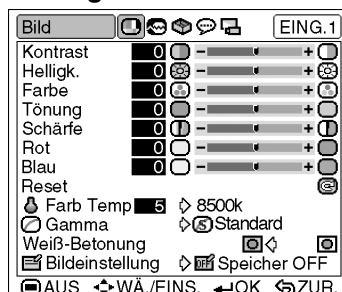 Bild EING.1
Kontrast 0 - +
Helligk. 0 - +
Farbe 0 - +
Tönung 0 - +
Schärfe 0 - +
Rot 0 - +
Blau 0 - +
Reset
Farb Temp 5 8500k
Gamma S Standard
Weiß-Betonung
Bildeinstellung OFF Speicher OFF
AUS WÄ./EINS. OK ZUR.